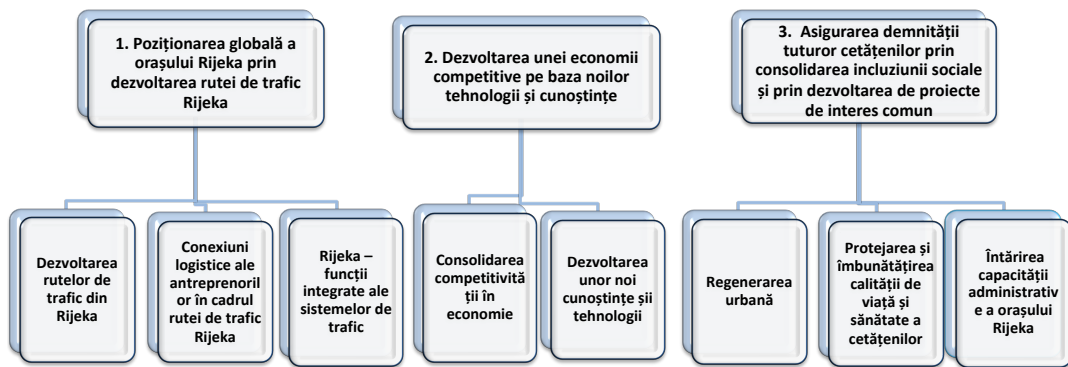 1. Poziționarea globală a
orașului Rijeka prin
dezvoltarea rutei de trafic
Rijeka
2. Dezvoltarea unei economii
competitive pe baza noilor
tehnologii și cunoștințe
3. Asigurarea demnității
tuturor cetățenilor prin
consolidarea incluziunii sociale
și prin dezvoltarea de proiecte
de interes comun
Dezvoltarea
rutelor de
trafic din
Rijeka
Conexiuni
logistice ale
antreprenoril
or în cadrul
rutei de trafic
Rijeka
Rijeka –
funcții
integrate ale
sistemelor de
trafic
Consolidarea
competitivită
ții în
economie
Dezvoltarea
unor noi
cunoștințe șii
tehnologii
Regenerarea
urbană
Protejarea și
îmbunătățirea
calității de
viață și
sănătate a
cetățenilor
Întărirea
capacității
administrativ
e a orașului
Rijeka